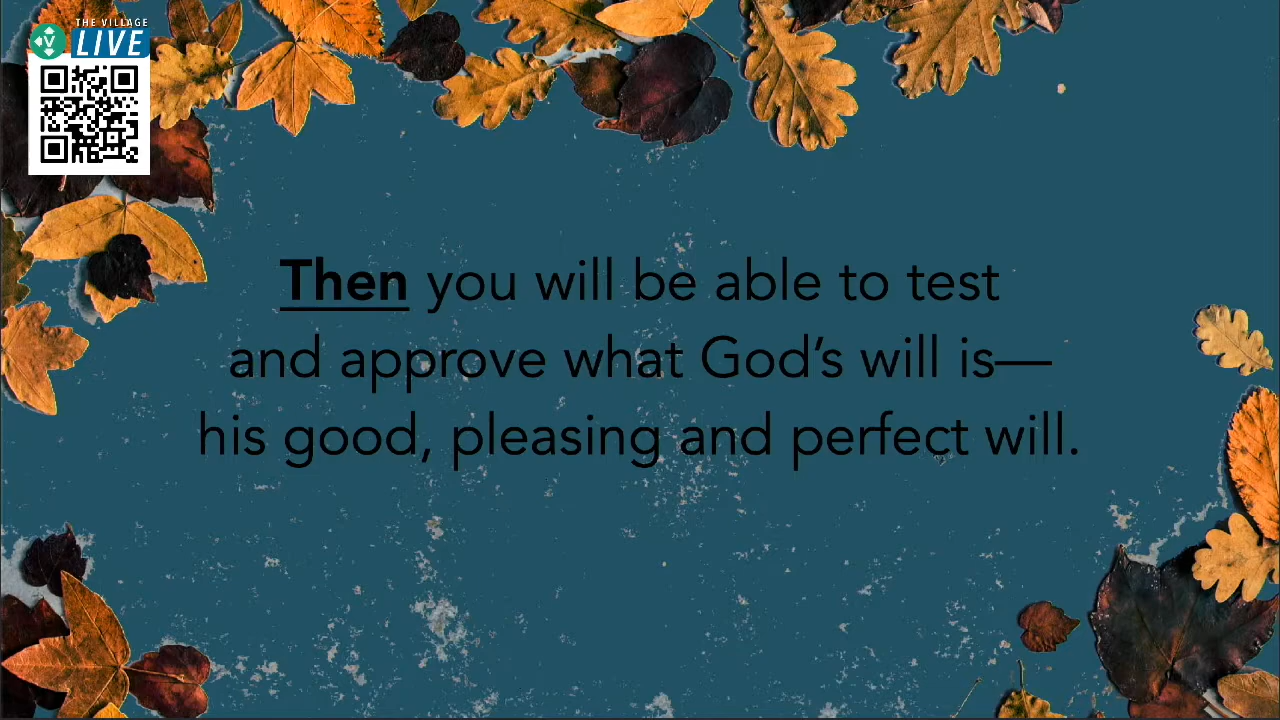 THE VILLAGE
LIVE
V
Then you will be able to test
and approve what God's will is—
his good, pleasing and perfect will.